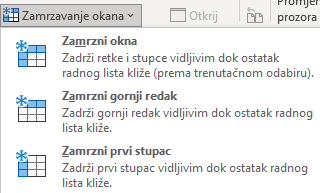 Zamrzavanje okana
Otkrij
prozora
Zamrzni okna
Zadrži retke i stupce vidljivim dok ostatak
radnog lista kliže (prema trenutačnom odabiru).
Zamrzni gornji redak
Zadrži gornji redak vidljivim dok ostatak radnog
lista kliže.
Zamrzni prvi stupac
Zadrži prvi stupac vidljivim dok ostatak radnog
lista kliže.